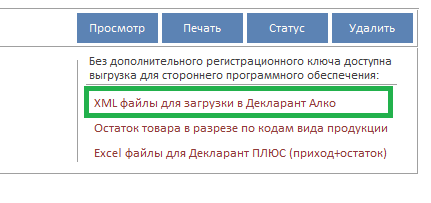 Просмотр Печать Статус Удалить
Без дополнительного регистрационного ключа доступна
выгрузка для стороннего программного обеспечения:
XML файлы для загрузки в Декларант Алко
Остаток товара в разрезе по кодам вида продукции
Excel файлы для Декларант ПЛЮС (приход+остаток)